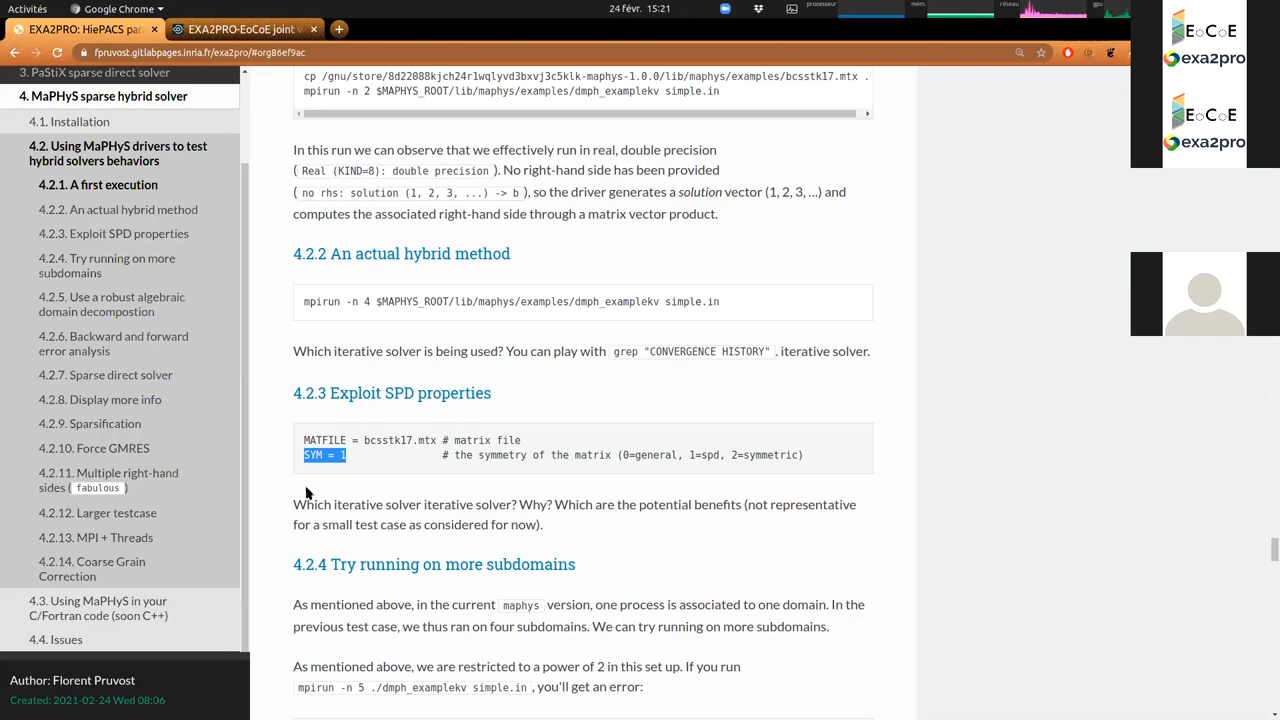 Activités
Google Chrome
24 févr. 15:21
processeur
mém.
réseau
gpu
EXA2PRO: HiePACS pa
EXA2PRO-EoCoE joint w
fpruvost.gitlabpages.inria.fr/exa2pro/#org86ef9ac
3. PaStiX sparse direct solver
4. MaPHyS sparse hybrid solver
4.1. Installation
4.2. Using MaPHyS drivers to test
hybrid solvers behaviors
4.2.1. A first execution
4.2.2. An actual hybrid method
4.2.3. Exploit SPD properties
4.2.4. Try running on more
subdomains
4.2.5. Use a robust algebraic
domain decompostion
4.2.6. Backward and forward
error analysis
4.2.7. Sparse direct solver
4.2.8. Display more info
4.2.9. Sparsification
4.2.10. Force GMRES
4.2.11. Multiple right-hand
sides ( fabulous )
4.2.12. Larger testcase
4.2.13. MPI + Threads
4.2.14. Coarse Grain
Correction
4.3. Using MaPHyS in your
C/Fortran code (soon C++)
4.4. Issues
Author: Florent Pruvost
Created: 2021-02-24 Wed 08:06
cp /gnu/store/8d22088kjch24r1wqlyvd3bxvj3c5klk-maphys-1.0.0/lib/maphys/examples/bcsstk17.mtx .
mpirun -n 2 $MAPHYS_ROOT/lib/maphys/examples/dmph_examplekv simple.in
In this run we can observe that we effectively run in real, double precision
( Real (KIND=8): double precision ). No right-hand side has been provided
( no rhs: solution (1, 2, 3, ...) -> b ), so the driver generates a solution vector (1, 2, 3, ...) and
computes the associated right-hand side through a matrix vector product.
4.2.2 An actual hybrid method
mpirun -n 4 $MAPHYS_ROOT/lib/maphys/examples/dmph_examplekv simple.in
Which iterative solver is being used? You can play with grep "CONVERGENCE HISTORY" . iterative solver.
4.2.3 Exploit SPD properties
MATFILE = bcsstk17.mtx # matrix file
SYM = 1 # the symmetry of the matrix (0=general, 1=spd, 2=symmetric)
Which iterative solver iterative solver? Why? Which are the potential benefits (not representative
for a small test case as considered for now).
4.2.4 Try running on more subdomains
As mentioned above, in the current maphys version, one process is associated to one domain. In the
previous test case, we thus ran on four subdomains. We can try running on more subdomains.
As mentioned above, we are restricted to a power of 2 in this set up. If you run
mpirun -n 5 ./dmph_examplekv simple.in , you'll get an error:
EoCoE
exa2pro
EoCoE
exa2pro